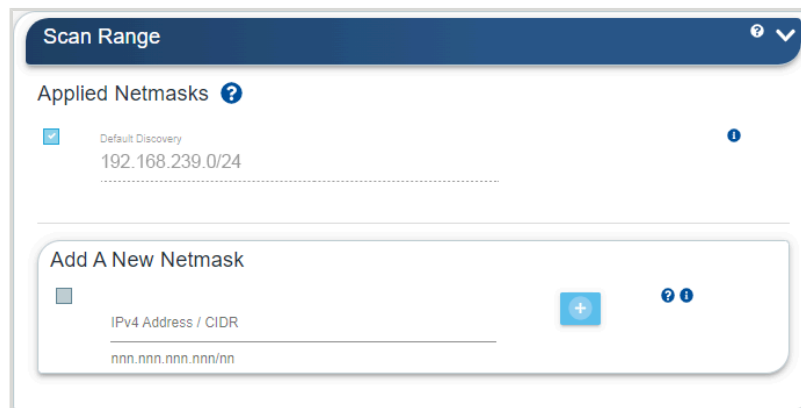 Scan Range
Applied Netmasks
Default Discovery
192.168.239.0/24
Add A New Netmask
IPv4 Address / CIDR
nnn.nnn.nnn.nnn/nn